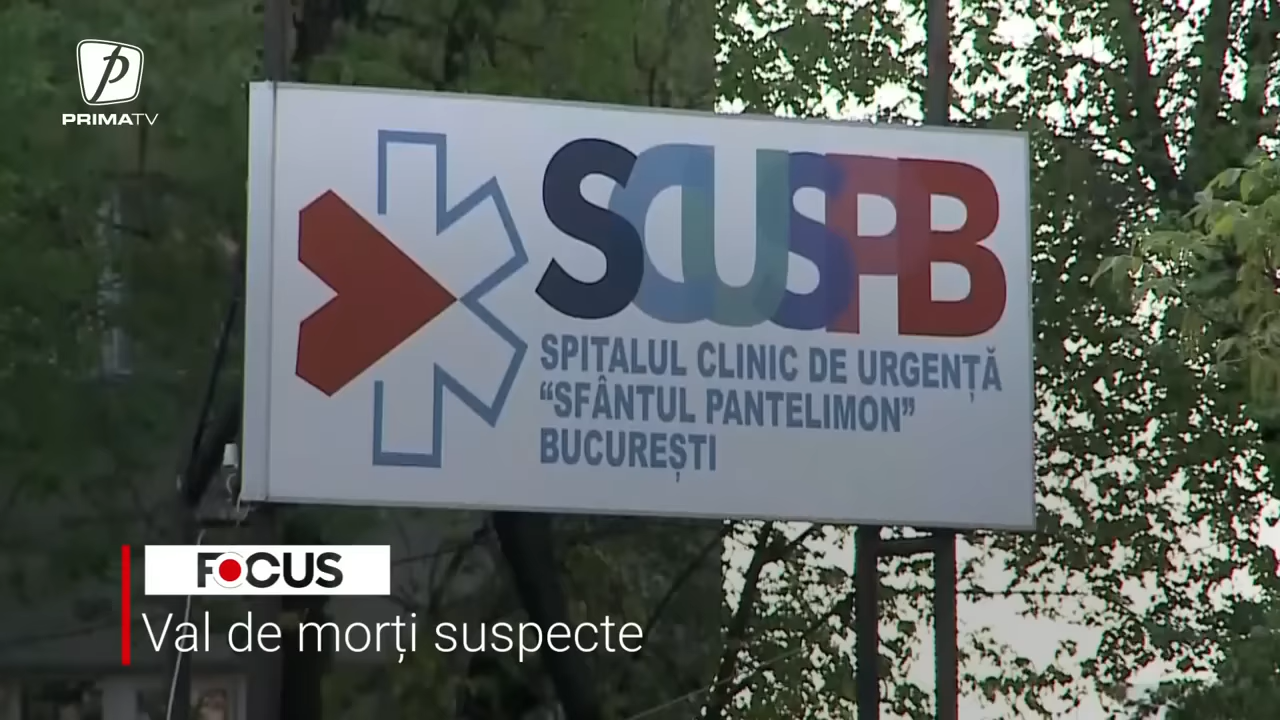 PRIMATV
SCUSPB
SPITALUL CLINIC DE URGENȚĂ
“SFÂNTUL PANTELIMON”
BUCUREȘTI
FOCUS
Val de morți suspecte